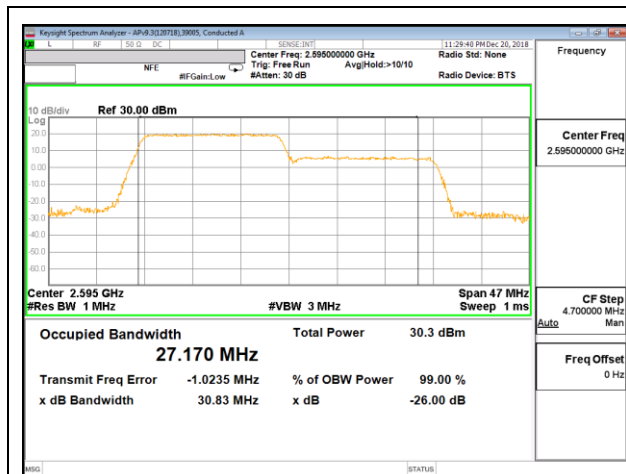 Keysight Spectrum Analyzer - APv9.3(120718),39005, Conducted A
L RF 50 Ω DC SENSE:INT 11:29:40 PM Dec 20, 2018
Center Freq: 2.595000000 GHz Radio Std: None
NFE Trig: Free Run Avg|Hold:>10/10
#IFGain:Low #Atten: 30 dB Radio Device: BTS
Frequency
10 dB/div Ref 30.00 dBm
Log
20.0
10.0
0.00
-10.0
-20.0
-30.0
-40.0
-50.0
-60.0
Center 2.595 GHz Span 47 MHz
#Res BW 1 MHz #VBW 3 MHz Sweep 1 ms
Occupied Bandwidth Total Power 30.3 dBm
27.170 MHz
Transmit Freq Error -1.0235 MHz % of OBW Power 99.00 %
x dB Bandwidth 30.83 MHz x dB -26.00 dB
Center Freq
2.595000000 GHz
CF Step
4.700000 MHz
Auto Man
Freq Offset
0 Hz
MSG STATUS